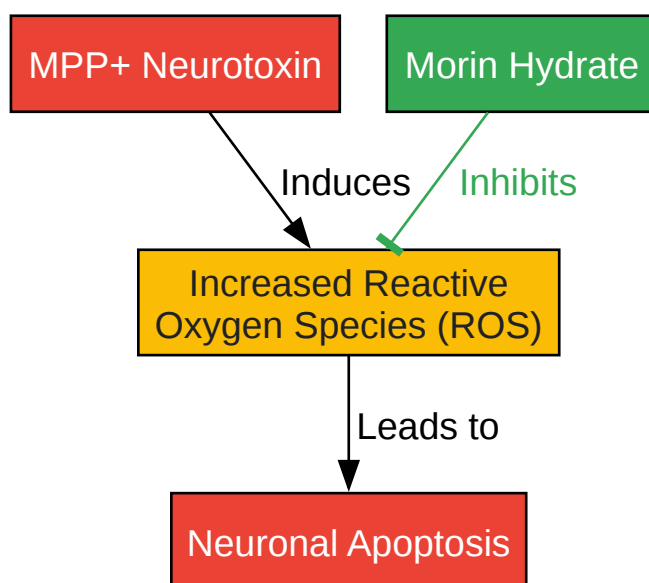 MPP+ Neurotoxin
Morin Hydrate
Induces
Inhibits
Increased Reactive
Oxygen Species (ROS)
Leads to
Neuronal Apoptosis